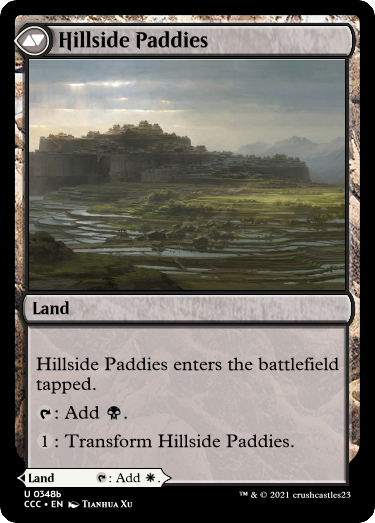 Hillside Paddies
Land
Hillside Paddies enters the battlefield
tapped.
: Add .
1 : Transform Hillside Paddies.
Land : Add .
U 0348b
CCC • EN Tianhua Xu
™ & © 2021 crushcastles23